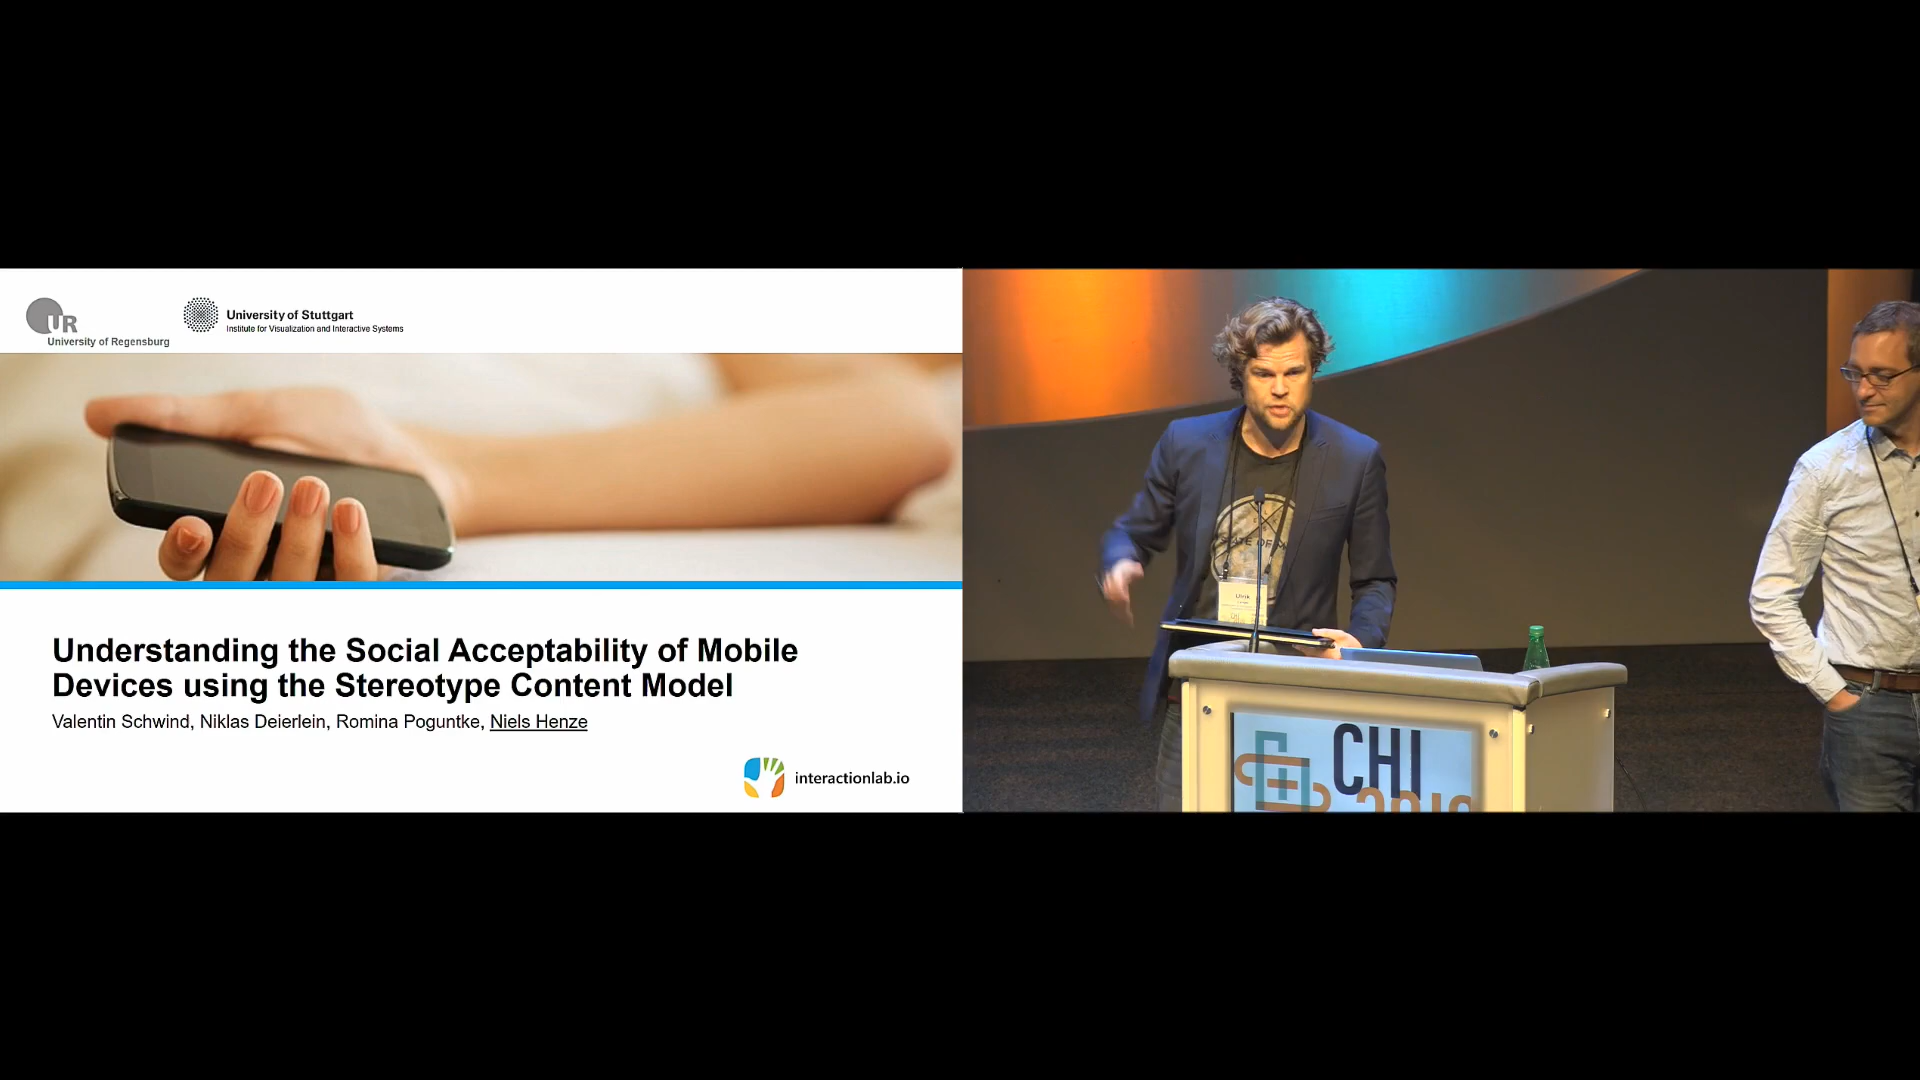 UR
University of Regensburg
University of Stuttgart
Institute for Visualization and Interactive Systems
Understanding the Social Acceptability of Mobile
Devices using the Stereotype Content Model
Valentin Schwind, Niklas Deierlein, Romina Poguntke, Niels Henze
interactionlab.io
CHI